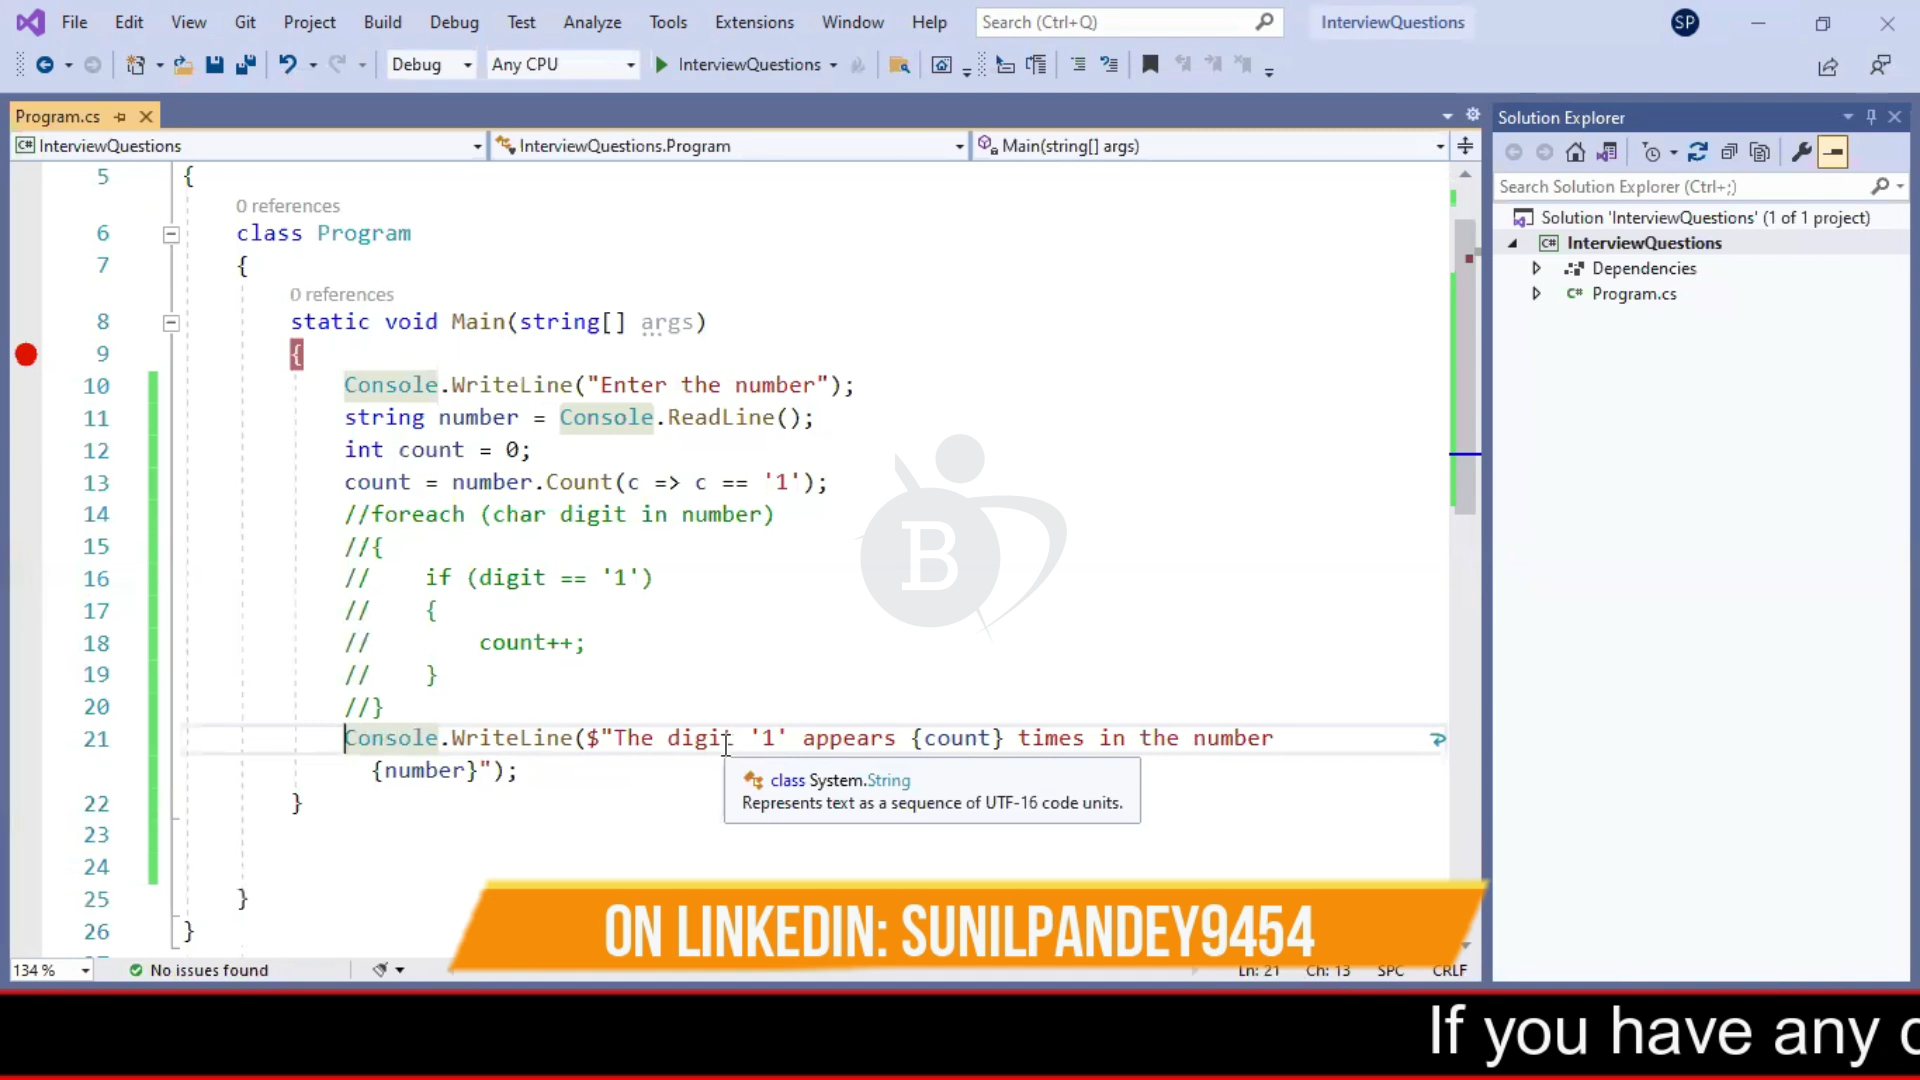 File Edit View Git Project Build Debug Test Analyze Tools Extensions Window Help Search (Ctrl+Q) InterviewQuestions SP
Debug Any CPU InterviewQuestions
Program.cs
InterviewQuestions InterviewQuestions.Program Main(string[] args)
5 {
0 references
6 class Program
7 {
0 references
8 static void Main(string[] args)
9 {
10 Console.WriteLine("Enter the number");
11 string number = Console.ReadLine();
12 int count = 0;
13 count = number.Count(c => c == '1');
14 //foreach (char digit in number)
15 //{
16 // if (digit == '1')
17 // {
18 // count++;
19 // }
20 //}
21 Console.WriteLine($"The digit '1' appears {count} times in the number
{number}");
class System.String
Represents text as a sequence of UTF-16 code units.
22 }
23
24
25 }
26 }
134 % No issues found Ln: 21 Ch: 13 SPC CRLF
Solution Explorer
Search Solution Explorer (Ctrl+;)
Solution 'InterviewQuestions' (1 of 1 project)
C# InterviewQuestions
Dependencies
C# Program.cs
B
ON LINKEDIN: SUNILPANDEY9454
If you have any